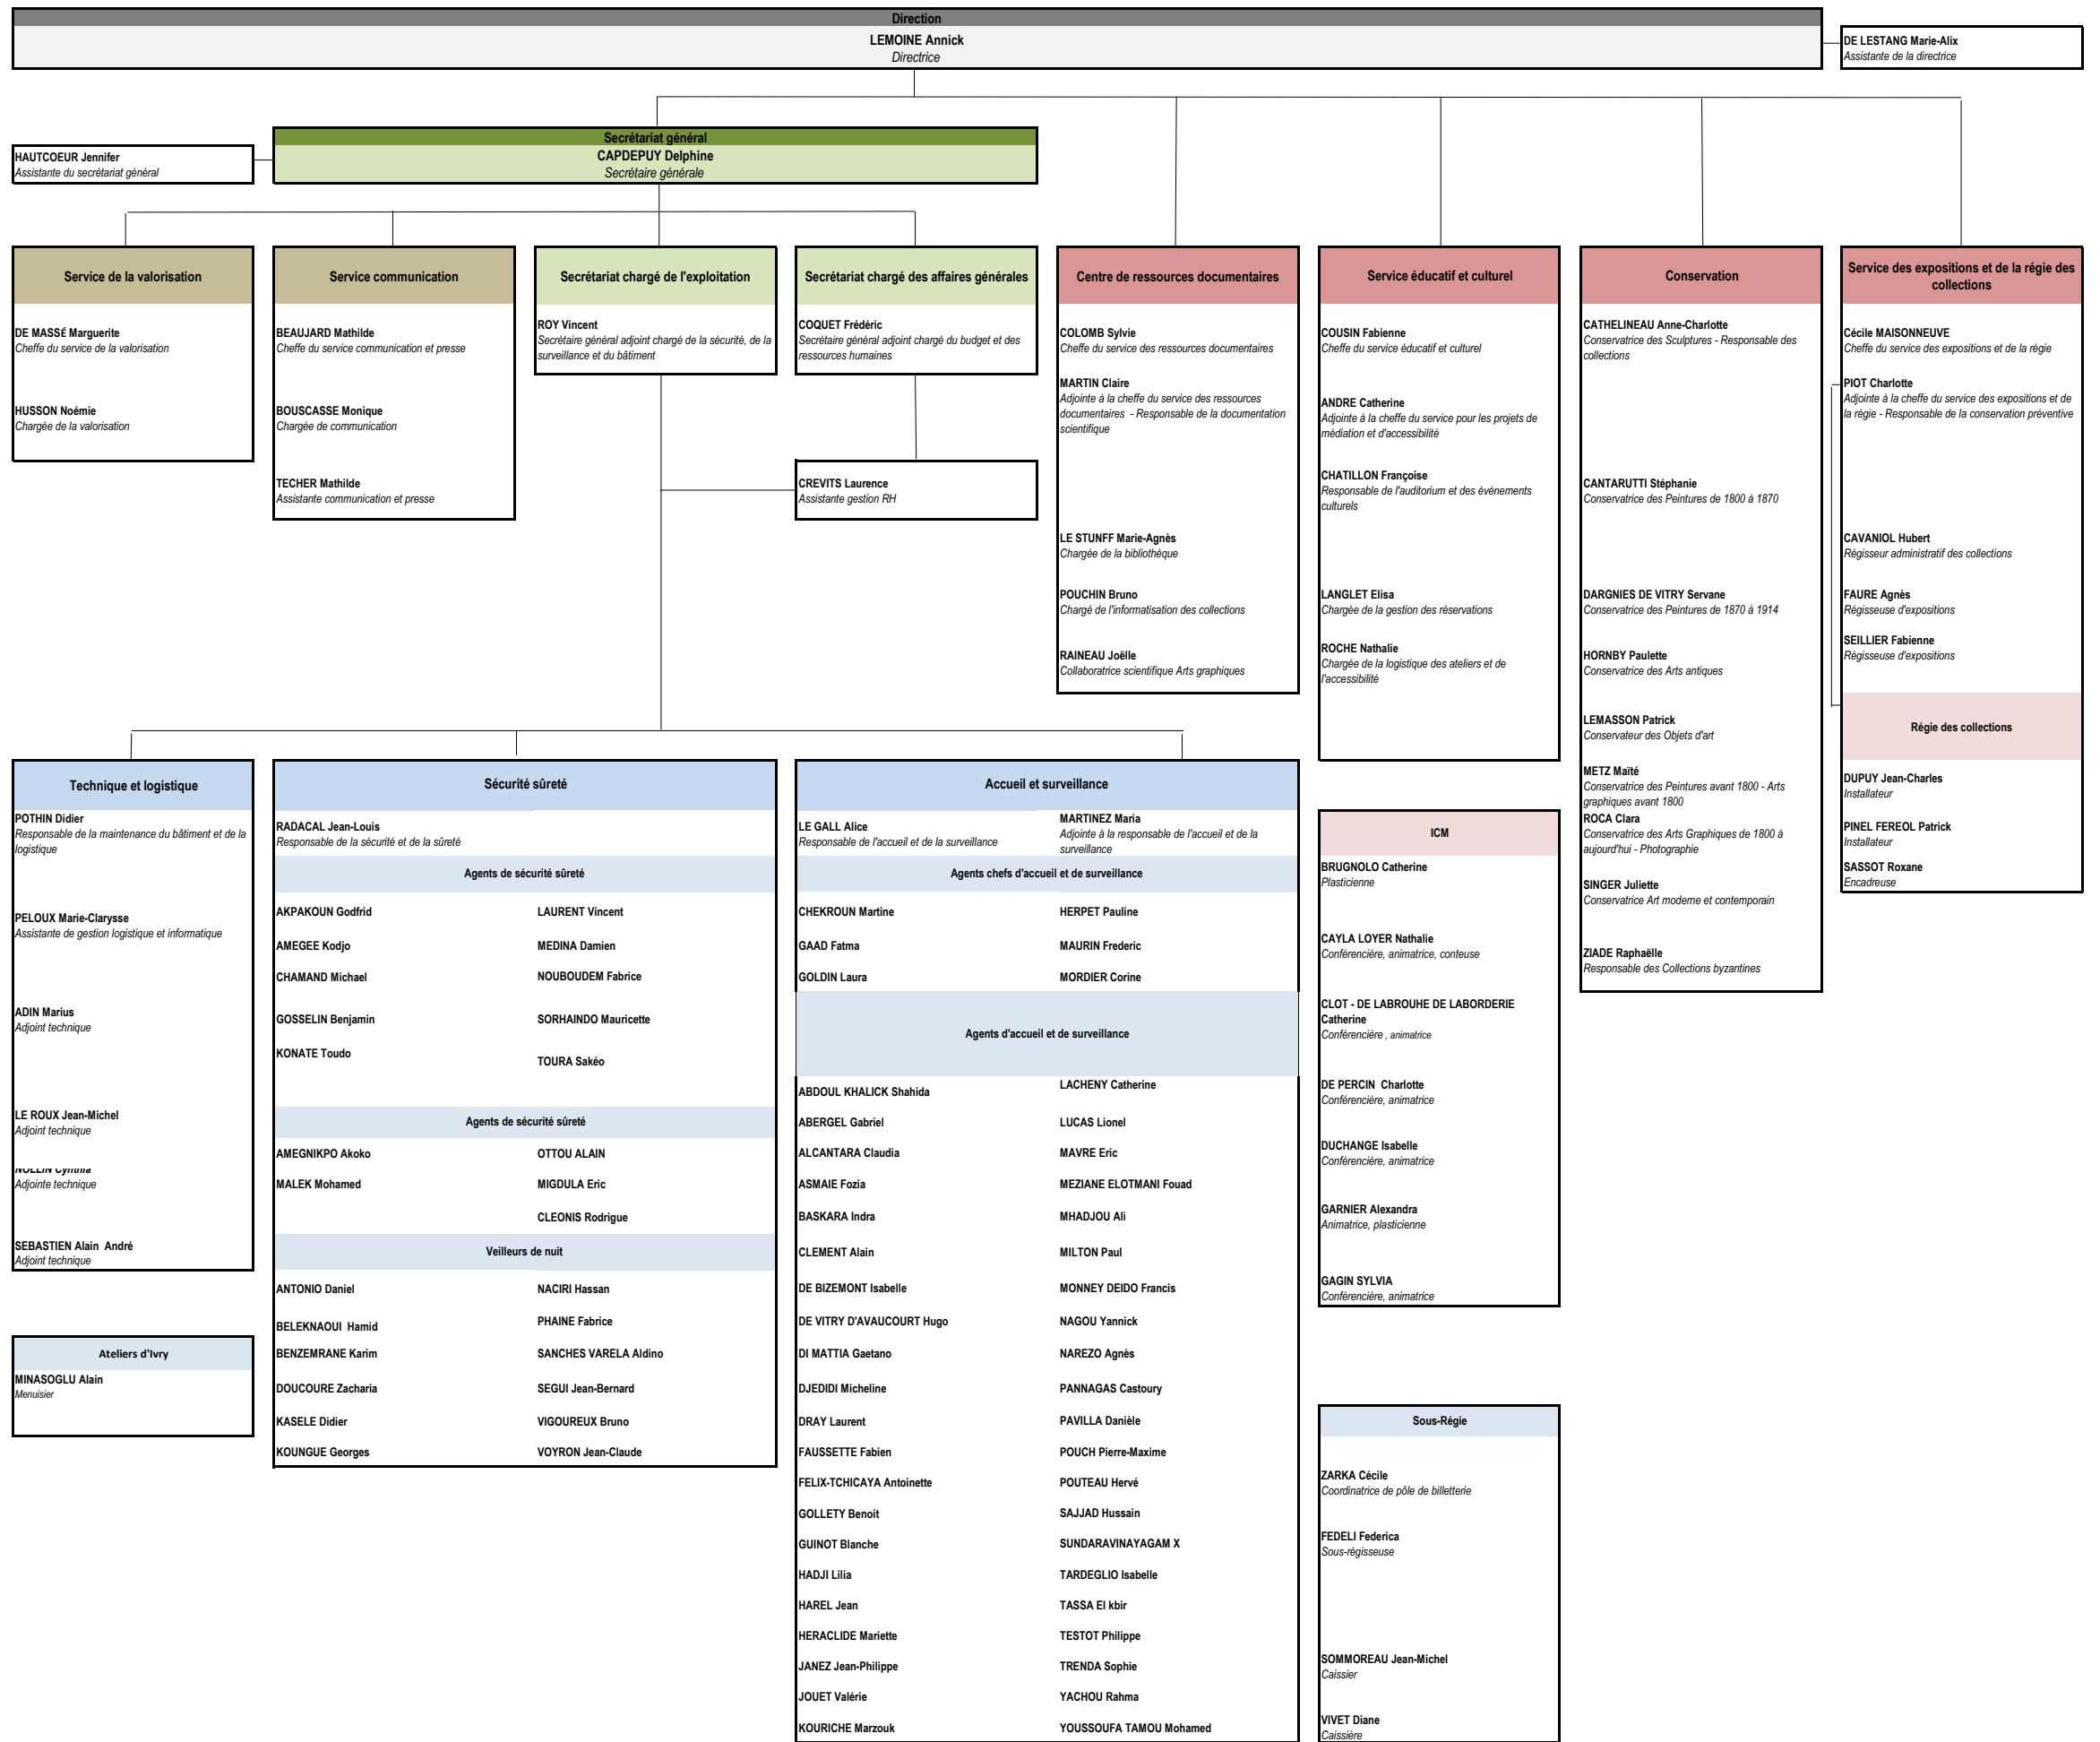 Direction
LEMOINE Annick
Directrice
DE LESTANG Marie-Alix
Assistante de la directrice
Secrétariat général
CAPDEPUY Delphine
Secrétaire générale
HAUTCOEUR Jennifer
Assistante du secrétariat général
Service de la valorisation
DE MASSÉ Marguerite
Cheffe du service de la valorisation
HUSSON Noémie
Chargée de la valorisation
Service communication
BEAUJARD Mathilde
Cheffe du service communication et presse
BOUSCASSE Monique
Chargée de communication
TECHER Mathilde
Assistante communication et presse
Secrétariat chargé de l'exploitation
ROY Vincent
Secrétaire général adjoint chargé de la sécurité, de la
surveillance et du bâtiment
Secrétariat chargé des affaires générales
COQUET Frédéric
Secrétaire général adjoint chargé du budget et des
ressources humaines
CREVITS Laurence
Assistante gestion RH
Centre de ressources documentaires
COLOMB Sylvie
Cheffe du service des ressources documentaires
MARTIN Claire
Adjointe à la cheffe du service des ressources
documentaires - Responsable de la documentation
scientifique
LE STUNFF Marie-Agnès
Chargée de la bibliothèque
POUCHIN Bruno
Chargé de l'informatisation des collections
RAINEAU Joëlle
Collaboratrice scientifique Arts graphiques
Service éducatif et culturel
COUSIN Fabienne
Cheffe du service éducatif et culturel
ANDRE Catherine
Adjointe à la cheffe du service pour les projets de
médiation et d'accessibilité
CHATILLON Françoise
Responsable de l'auditorium et des évènements
culturels
LANGLET Elisa
Chargée de la gestion des réservations
ROCHE Nathalie
Chargée de la logistique des ateliers et de
l'accessibilité
Conservation
CATHELINEAU Anne-Charlotte
Conservatrice des Sculptures - Responsable des
collections
CANTARUTTI Stéphanie
Conservatrice des Peintures de 1800 à 1870
DARGNIES DE VITRY Servane
Conservatrice des Peintures de 1870 à 1914
HORNBY Paulette
Conservatrice des Arts antiques
LEMASSON Patrick
Conservateur des Objets d'art
METZ Maïté
Conservatrice des Peintures avant 1800 - Arts
graphiques avant 1800
ROCA Clara
Conservatrice des Arts Graphiques de 1800 à
aujourd'hui - Photographie
SINGER Juliette
Conservatrice Art moderne et contemporain
ZIADE Raphaëlle
Responsable des Collections byzantines
Service des expositions et de la régie des
collections
Cécile MAISONNEUVE
Cheffe du service des expositions et de la régie
PIOT Charlotte
Adjointe à la cheffe du service des expositions et de
la régie - Responsable de la conservation préventive
CAVANIOL Hubert
Régisseur administratif des collections
FAURE Agnès
Régisseuse d'expositions
SEILLIER Fabienne
Régisseuse d'expositions
Régie des collections
DUPUY Jean-Charles
Installateur
PINEL FEREOL Patrick
Installateur
SASSOT Roxane
Encadreuse
Technique et logistique
POTHIN Didier
Responsable de la maintenance du bâtiment et de la
logistique
PELOUX Marie-Clarysse
Assistante de gestion logistique et informatique
ADIN Marius
Adjoint technique
LE ROUX Jean-Michel
Adjoint technique
NOLLIN Cynthia
Adjointe technique
SEBASTIEN Alain André
Adjoint technique
Ateliers d'Ivry
MINASOGLU Alain
Menuisier
Sécurité sûreté
RADACAL Jean-Louis
Responsable de la sécurité et de la sûreté
Agents de sécurité sûreté
AKPAKOUN Godfrid
LAURENT Vincent
AMEGEE Kodjo
MEDINA Damien
CHAMAND Michael
NOUBOUDEM Fabrice
GOSSELIN Benjamin
SORHAINDO Mauricette
KONATE Toudo
TOURA Sakéo
Agents de sécurité sûreté
AMEGNIKPO Akoko
OTTOU ALAIN
MALEK Mohamed
MIGDULA Eric
CLEONIS Rodrigue
Veilleurs de nuit
ANTONIO Daniel
NACIRI Hassan
BELEKNAOUI Hamid
PHAINE Fabrice
BENZEMRANE Karim
SANCHES VARELA Aldino
DOUCOURE Zacharia
SEGUI Jean-Bernard
KASELE Didier
VIGOUREUX Bruno
KOUNGUE Georges
VOYRON Jean-Claude
Accueil et surveillance
LE GALL Alice
Responsable de l'accueil et de la surveillance
MARTINEZ Maria
Adjointe à la responsable de l'accueil et de la
surveillance
Agents chefs d'accueil et de surveillance
CHEKROUN Martine
HERPET Pauline
GAAD Fatma
MAURIN Frederic
GOLDIN Laura
MORDIER Corine
Agents d'accueil et de surveillance
ABDOUL KHALICK Shahida
LACHENY Catherine
ABERGEL Gabriel
LUCAS Lionel
ALCANTARA Claudia
MAVRE Eric
ASMAIE Fozia
MEZIANE ELOTMANI Fouad
BASKARA Indra
MHADJOU Ali
CLEMENT Alain
MILTON Paul
DE BIZEMONT Isabelle
MONNEY DEIDO Francis
DE VITRY D'AVAUCOURT Hugo
NAGOU Yannick
DI MATTIA Gaetano
NAREZO Agnès
DJEDIDI Micheline
PANNAGAS Castoury
DRAY Laurent
PAVILLA Danièle
FAUSSETTE Fabien
POUCH Pierre-Maxime
FELIX-TCHICAYA Antoinette
POUTEAU Hervé
GOLLETY Benoit
SAJJAD Hussain
GUINOT Blanche
SUNDARAVINAYAGAM X
HADJI Lilia
TARDEGLIO Isabelle
HAREL Jean
TASSA El kbir
HERACLIDE Mariette
TESTOT Philippe
JANEZ Jean-Philippe
TRENDA Sophie
JOUET Valérie
YACHOU Rahma
KOURICHE Marzouk
YOUSSOUFA TAMOU Mohamed
ICM
BRUGNOLO Catherine
Plasticienne
CAYLA LOYER Nathalie
Conférencière, animatrice, conteuse
CLOT - DE LABROUHE DE LABORDERIE
Catherine
Conférencière , animatrice
DE PERCIN Charlotte
Conférencière, animatrice
DUCHANGE Isabelle
Conférencière, animatrice
GARNIER Alexandra
Animatrice, plasticienne
GAGIN SYLVIA
Conférencière, animatrice
Sous-Régie
ZARKA Cécile
Coordinatrice de pôle de billetterie
FEDELI Federica
Sous-régisseuse
SOMMOREAU Jean-Michel
Caissier
VIVET Diane
Caissière